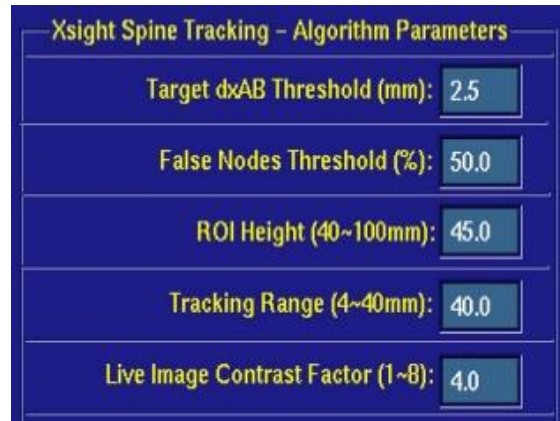 Xsight Spine Tracking – Algorithm Parameters
Target dxAB Threshold (mm): 2.5
False Nodes Threshold (%): 50.0
ROI Height (40~100mm): 45.0
Tracking Range (4~40mm): 40.0
Live Image Contrast Factor (1~8): 4.0